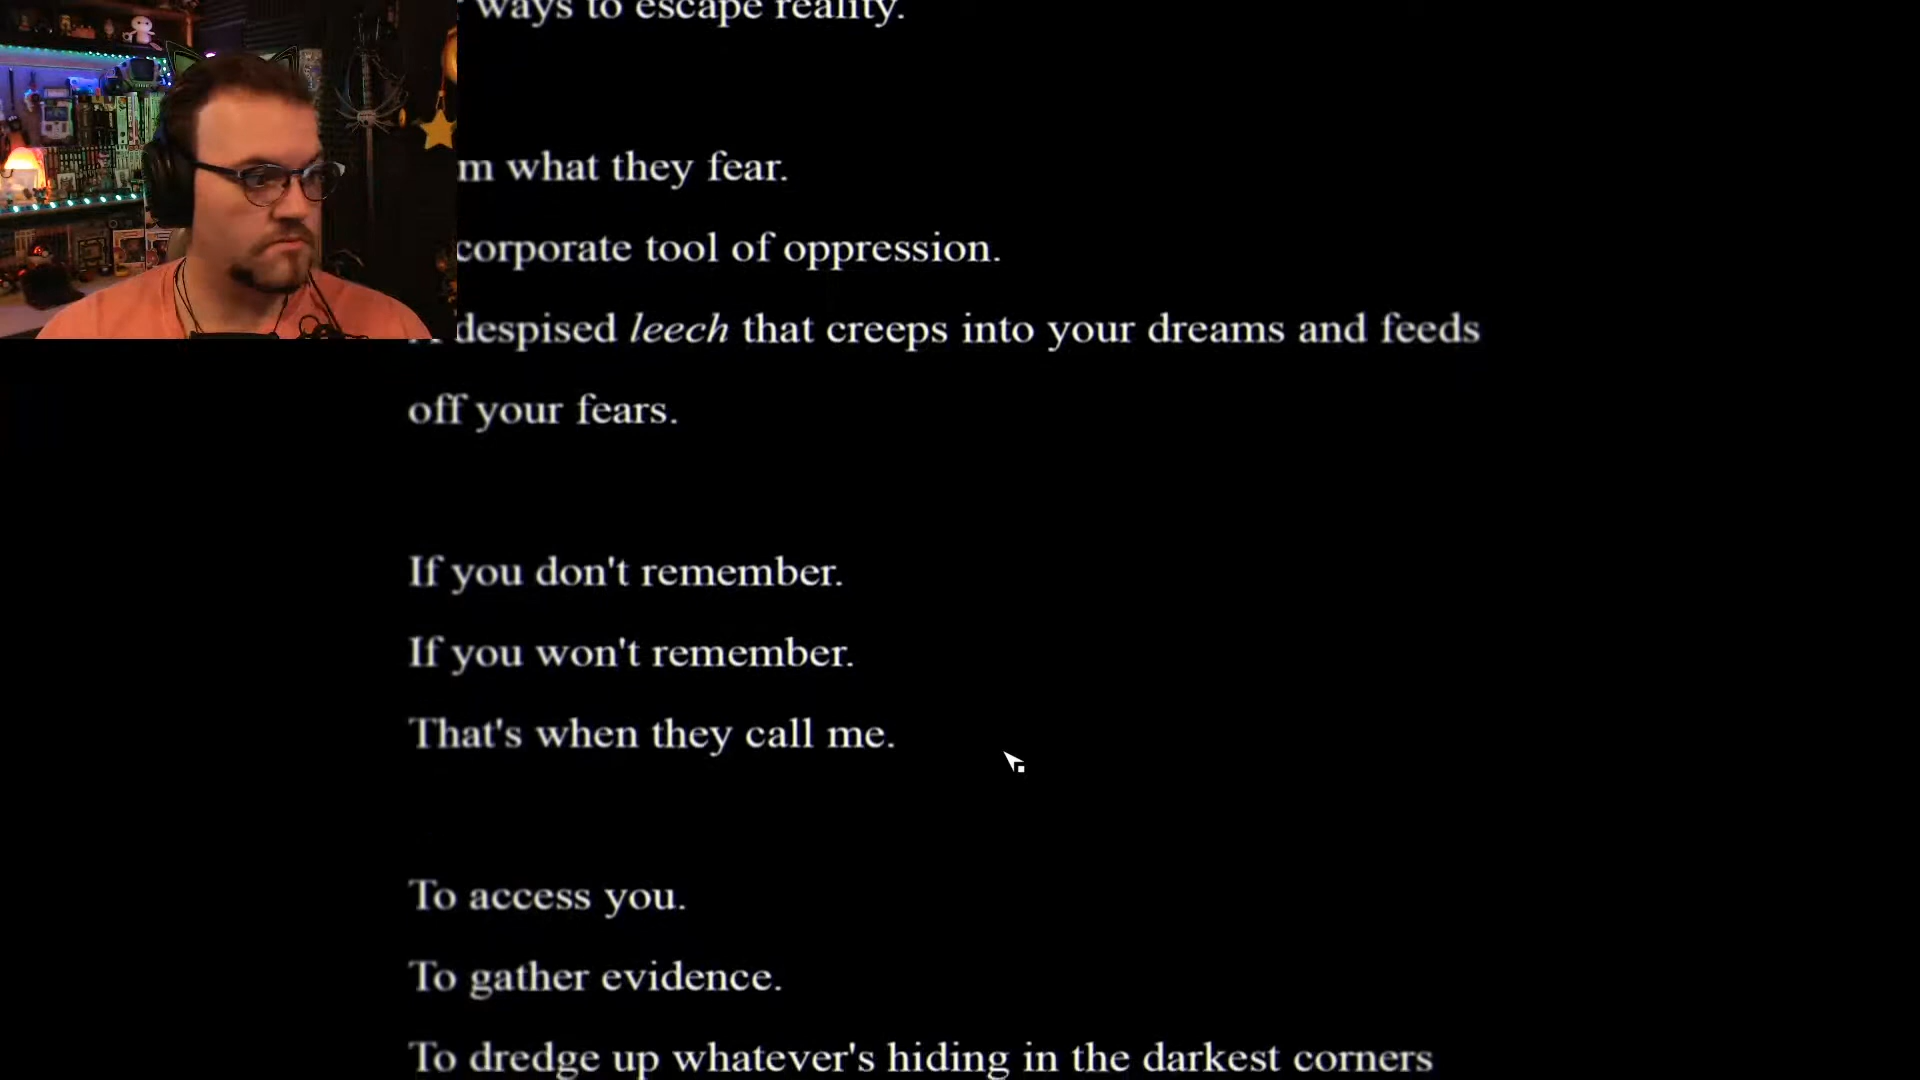 ways to escape reality.
m what they fear.
corporate tool of oppression.
despised leech that creeps into your dreams and feeds
off your fears.
If you don't remember.
If you won't remember.
That's when they call me.
To access you.
To gather evidence.
To dredge up whatever's hiding in the darkest corners